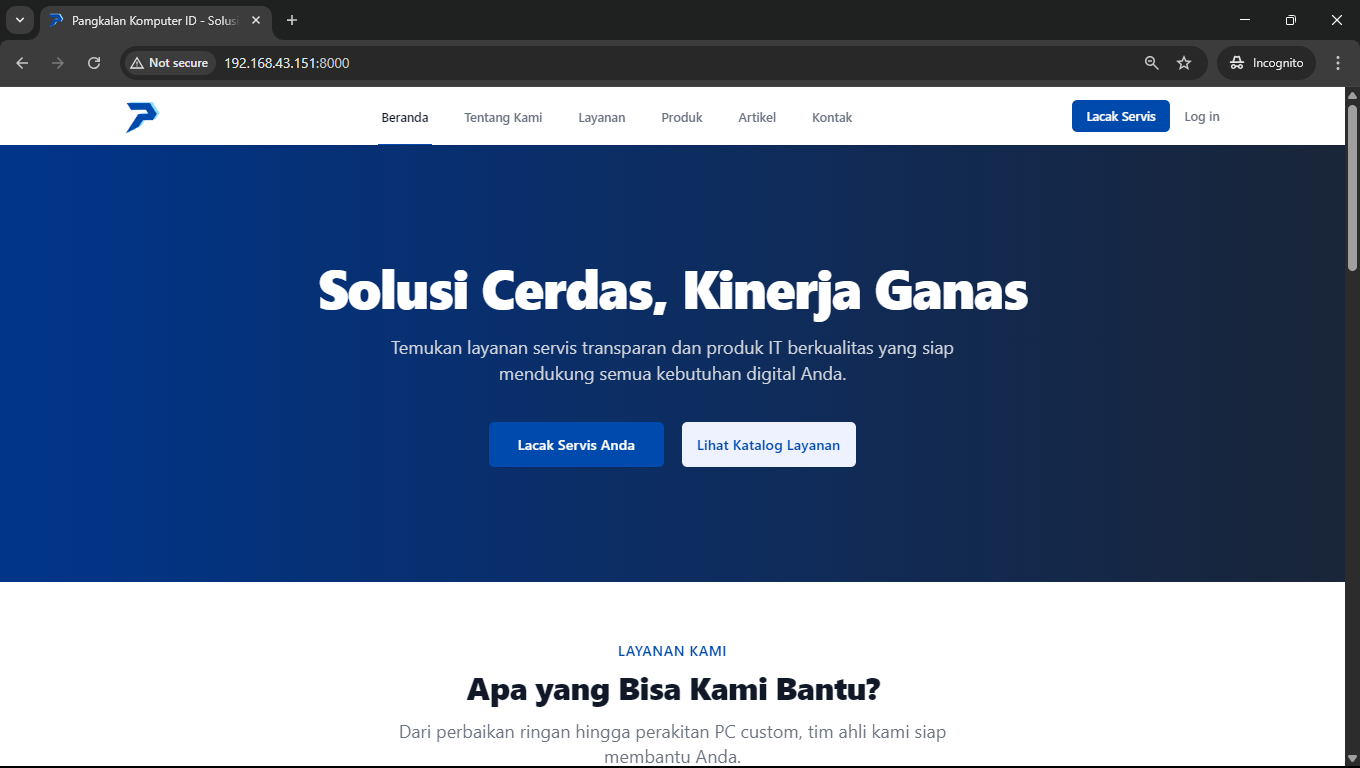 Pangkalan Komputer ID - Solusi
Not secure
192.168.43.151:8000
Incognito
Beranda
Tentang Kami
Layanan
Produk
Artikel
Kontak
Lacak Servis
Log in
Solusi Cerdas, Kinerja Ganas
Temukan layanan servis transparan dan produk IT berkualitas yang siap
mendukung semua kebutuhan digital Anda.
Lacak Servis Anda
Lihat Katalog Layanan
LAYANAN KAMI
Apa yang Bisa Kami Bantu?
Dari perbaikan ringan hingga perakitan PC custom, tim ahli kami siap
membantu Anda.